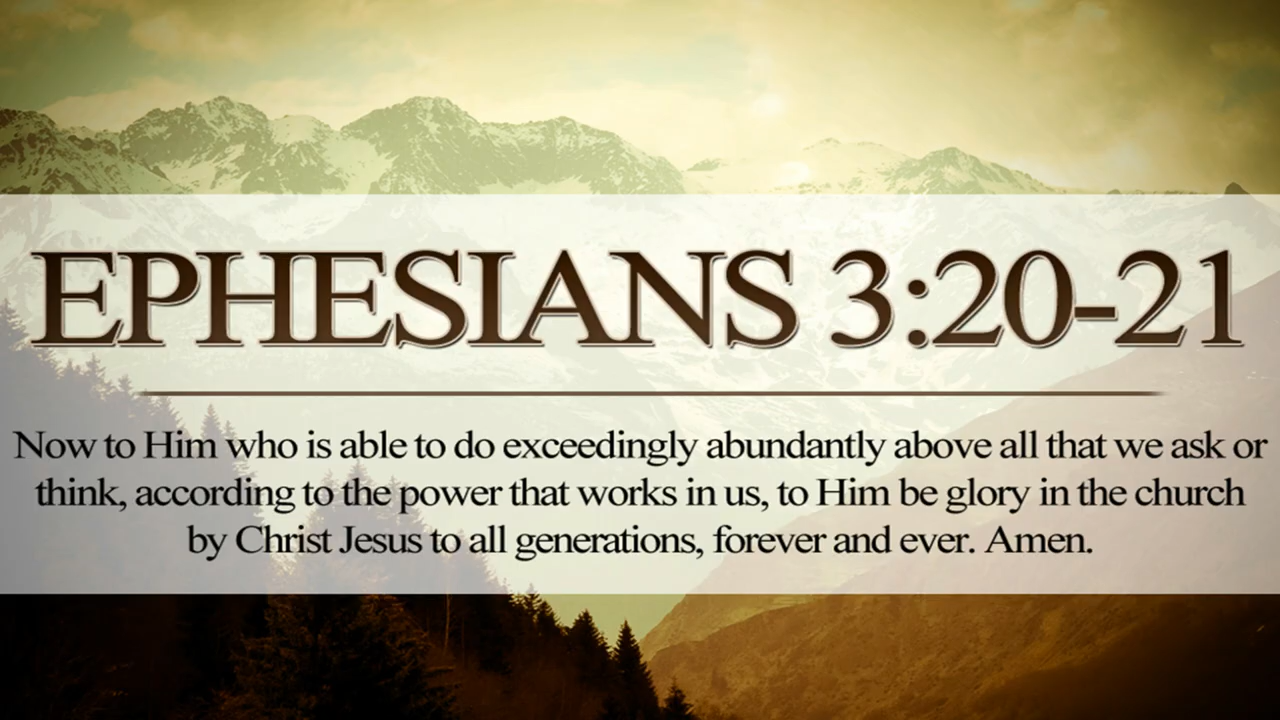 EPHESIANS 3:20-21
Now to Him who is able to do exceedingly abundantly above all that we ask or
think, according to the power that works in us, to Him be glory in the church
by Christ Jesus to all generations, forever and ever. Amen.